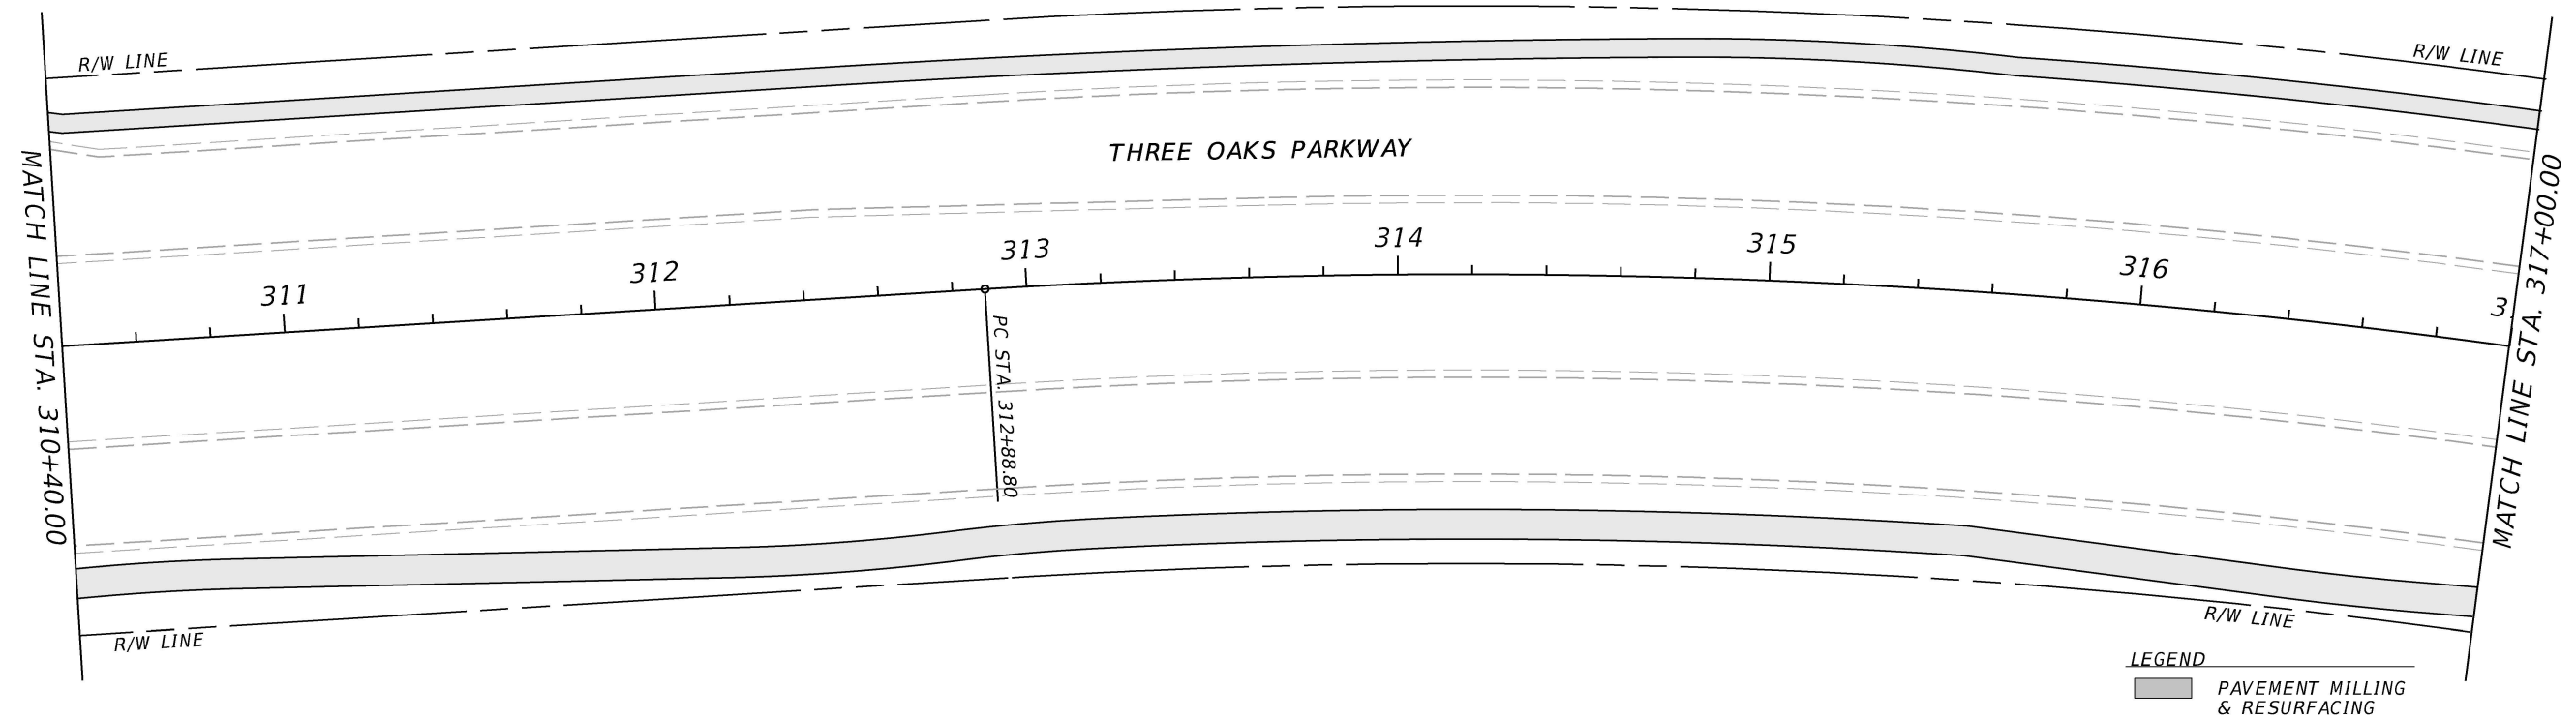 R/W LINE
R/W LINE
THREE OAKS PARKWAY
MATCH LINE STA. 310+40.00
MATCH LINE STA. 317+00.00
311
312
313
314
315
316
3
PC STA. 312+88.80
R/W LINE
R/W LINE
LEGEND
PAVEMENT MILLING
& RESURFACING